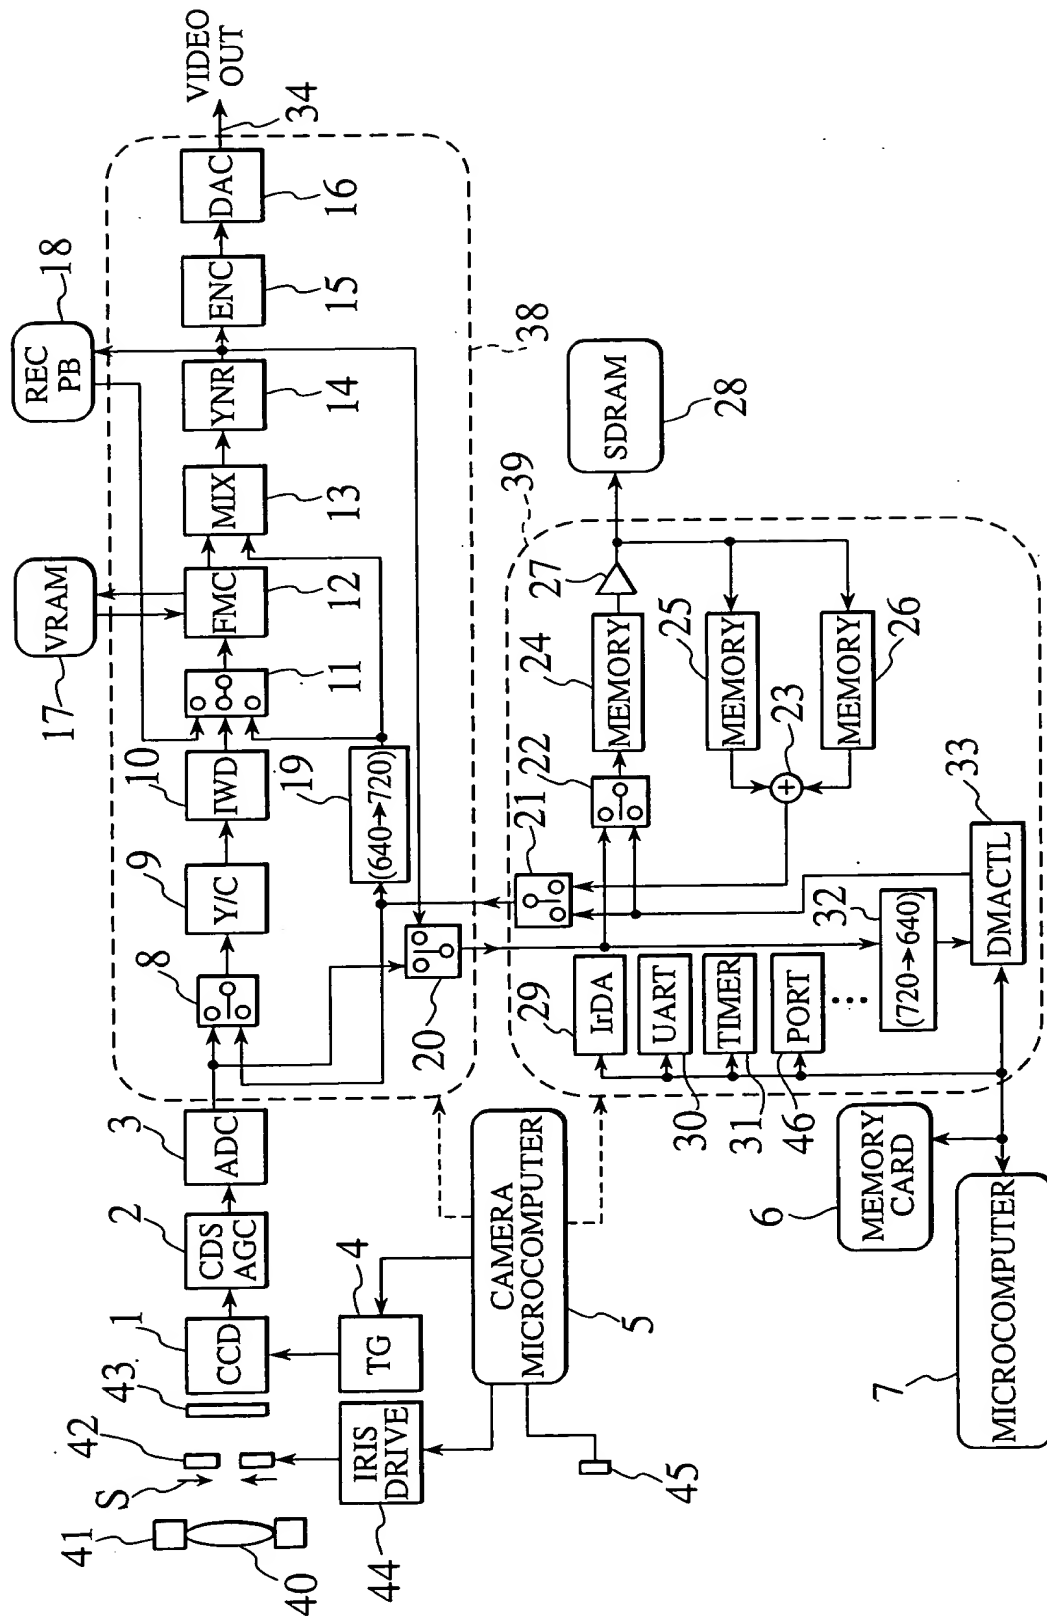 VIDEO
OUT
34
DAC
16
ENC
15
REC
PB
18
YNR
14
MIX
13
VRAM
17
FMC
12
11
IWD
10
Y/C
9
8
(640→720)
19
20
38
ADC
3
CDS
AGC
2
CCD
1
43
42
S
41
40
TG
4
IRIS
DRIVE
44
45
CAMERA
MICROCOMPUTER
5
39
SDRAM
28
27
MEMORY
24
MEMORY
25
MEMORY
26
23
22
21
IrDA
29
UART
30
TIMER
31
PORT
46
(720→640)
32
DMACTL
33
MEMORY
CARD
6
MICROCOMPUTER
7